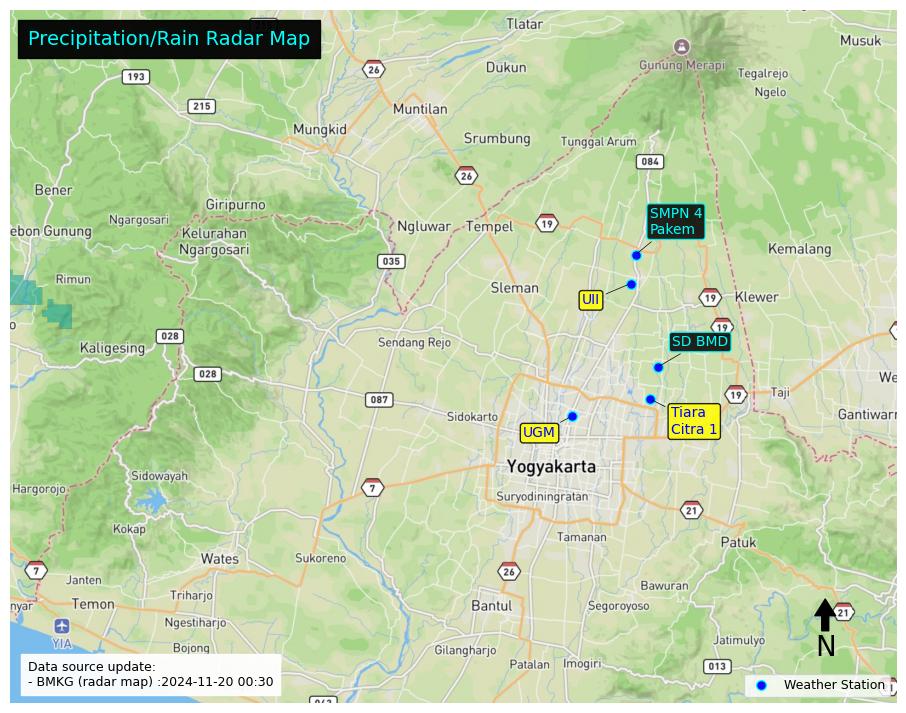 Precipitation/Rain Radar Map
Tlatar
Musuk
26
Dukun
Gunung Merapi
193
Tegalrejo
Ngelo
215
Muntilan
Mungkid
Srumbung
Tunggal Arum
084
26
Bener
Giripurno
Ngargosari
SMPN 4
Pakem
ebon Gunung
Kelurahan
Ngargosari
Ngluwar
Tempel
19
Kemalang
035
Rimun
Sleman
UII
19
Klewer
19
028
Kaligesing
Sendang Rejo
SD BMD
028
087
19
Taji
We
Sidokarto
UGM
Tiara
Citra 1
Gantiwarn
Yogyakarta
Sidowayah
Hargorojo
7
Suryodiningratan
21
Kokap
Tamanan
Patuk
Wates
Sukoreno
7
26
Janten
Bawuran
nyar
Temon
Triharjo
Bantul
Segoroyoso
21
Ngestiharjo
YIA
N
Bojong
Gilangharjo
Jatimulyo
Patalan
Imogiri
013
Data source update:
- BMKG (radar map) :2024-11-20 00:30
Weather Station